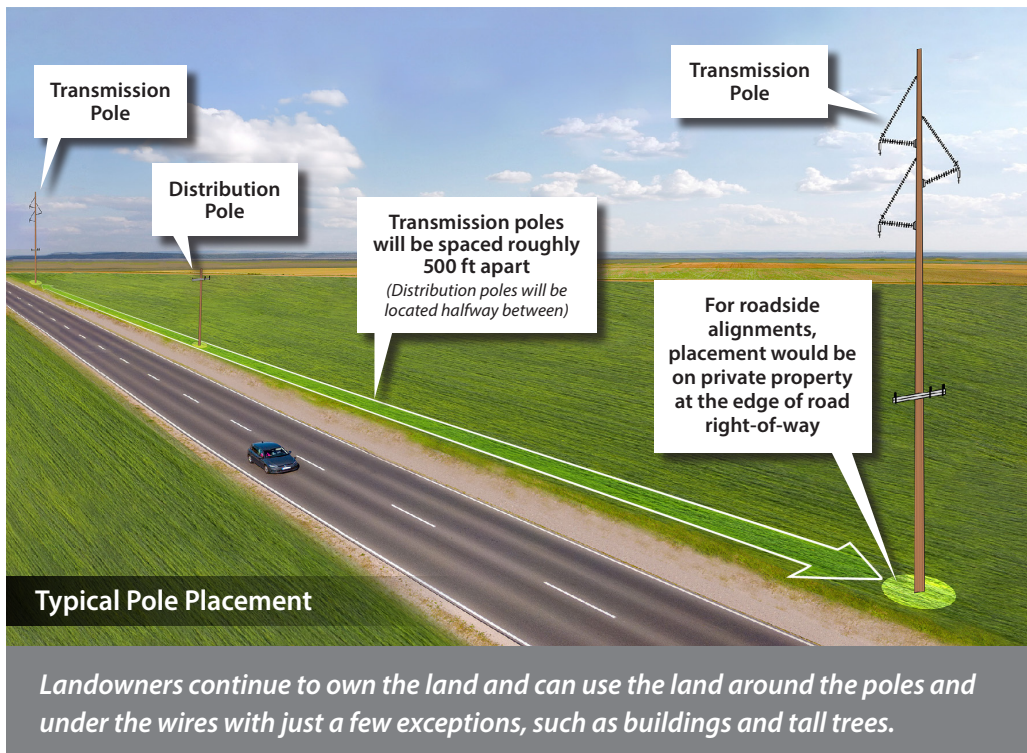 Transmission
Pole
Transmission
Pole
Distribution
Pole
Transmission poles
will be spaced roughly
500 ft apart
(Distribution poles will be
located halfway between)
For roadside
alignments,
placement would be
on private property
at the edge of road
right-of-way
Typical Pole Placement
Landowners continue to own the land and can use the land around the poles and
under the wires with just a few exceptions, such as buildings and tall trees.